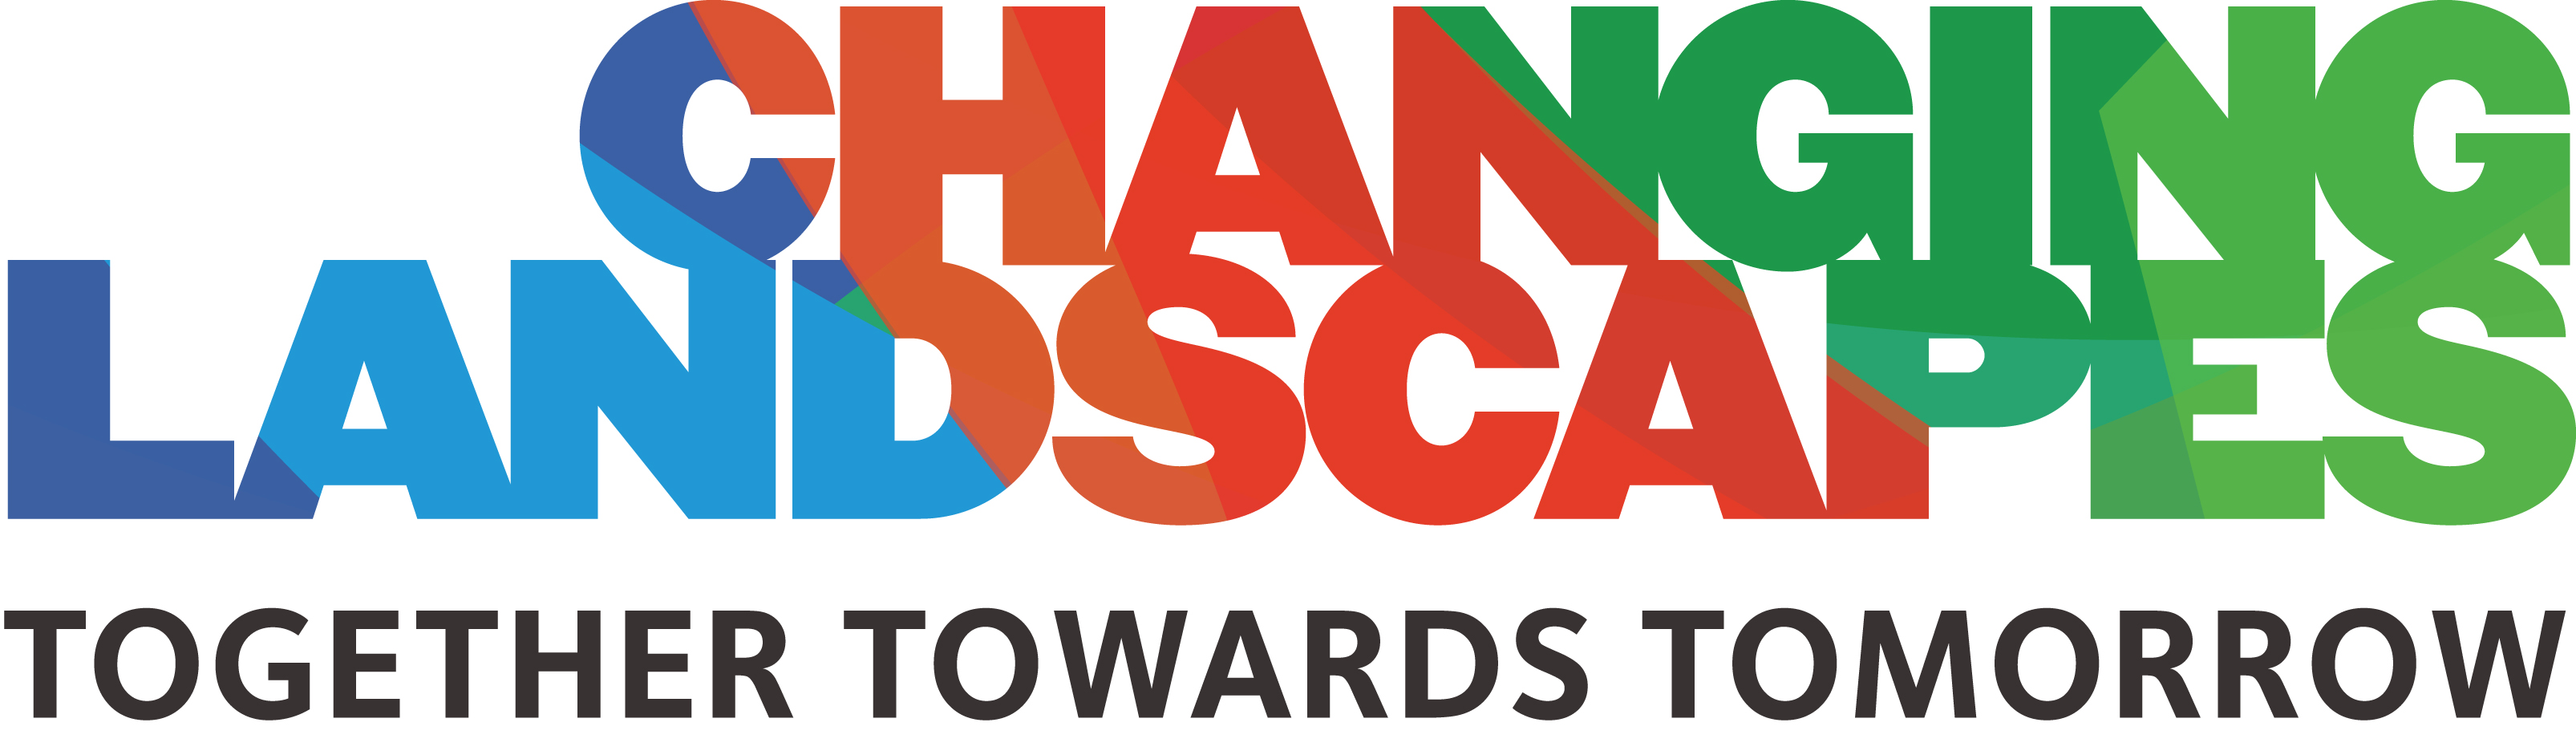 CHANGING
LANDSCAPES
TOGETHER TOWARDS TOMORROW